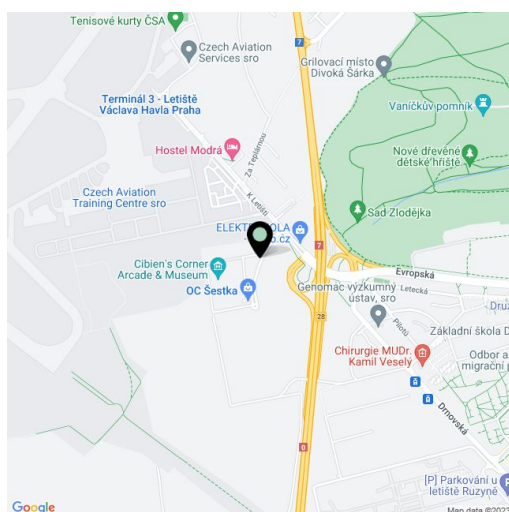 Tenisové kurty ČSA
Czech Aviation
Services sro
7
Grilovací místo
Divoká Šárka
Terminál 3 - Letiště
Václava Havla Praha
Vaníčkův pomník
Hostel Modrá
Za Teplárnou
Nové dřevěné
dětské hřiště
Czech Aviation
Training Centre sro
K Letišti
Sad Zlodějka
7
Cibien's Corner
Arcade & Museum
Evropská
Letecká
OC Šestka
Genomac výzkumný
ústav, sro
28
Pilotů
Základní škola D
Chirurgie MUDr.
Kamil Veselý
Odbor a
migrační p
Drnovská
0
[P] Parkování u
letiště Ruzyně
Google
Map data ©2023